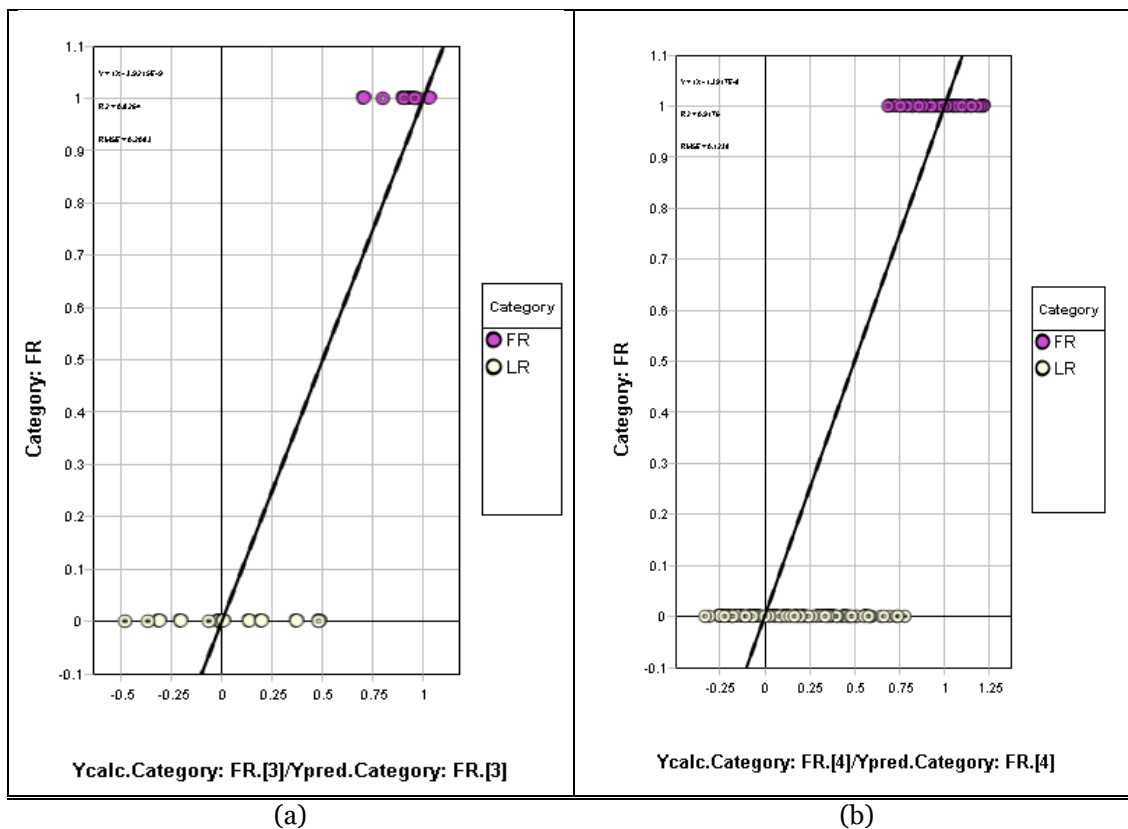 1.1
1
0.9
0.8
0.7
0.6
0.5
0.4
0.3
0.2
0.1
0
-0.1
Category: FR
-0.5 -0.25 0 0.25 0.5 0.75 1
Ycalc.Category: FR.[3]/Ypred.Category: FR.[3]
Category
FR
LR
(a)
1.1
1
0.9
0.8
0.7
0.6
0.5
0.4
0.3
0.2
0.1
0
-0.1
Category: FR
-0.25 0 0.25 0.5 0.75 1 1.25
Ycalc.Category: FR.[4]/Ypred.Category: FR.[4]
Category
FR
LR
(b)